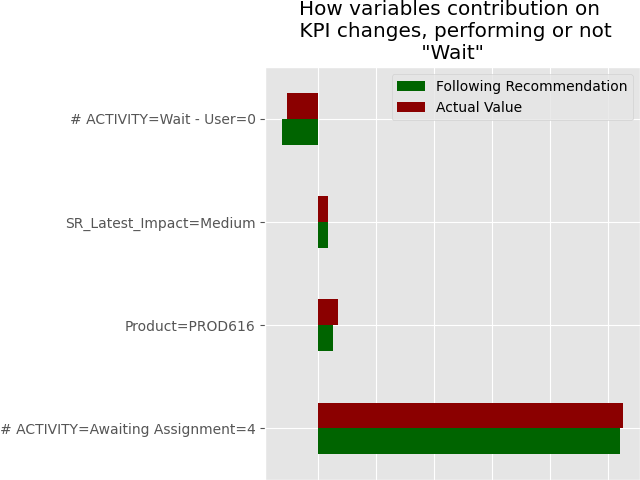 How variables contribution on
KPI changes, performing or not
"Wait"
Following Recommendation
Actual Value
# ACTIVITY=Wait - User=0
SR_Latest_Impact=Medium
Product=PROD616
# ACTIVITY=Awaiting Assignment=4